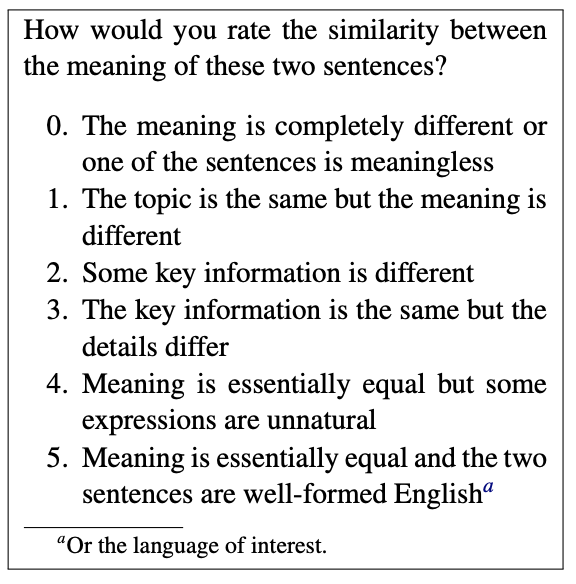 How would you rate the similarity between
the meaning of these two sentences?
0. The meaning is completely different or
one of the sentences is meaningless
1. The topic is the same but the meaning is
different
2. Some key information is different
3. The key information is the same but the
details differ
4. Meaning is essentially equal but some
expressions are unnatural
5. Meaning is essentially equal and the two
sentences are well-formed English^a
^aOr the language of interest.